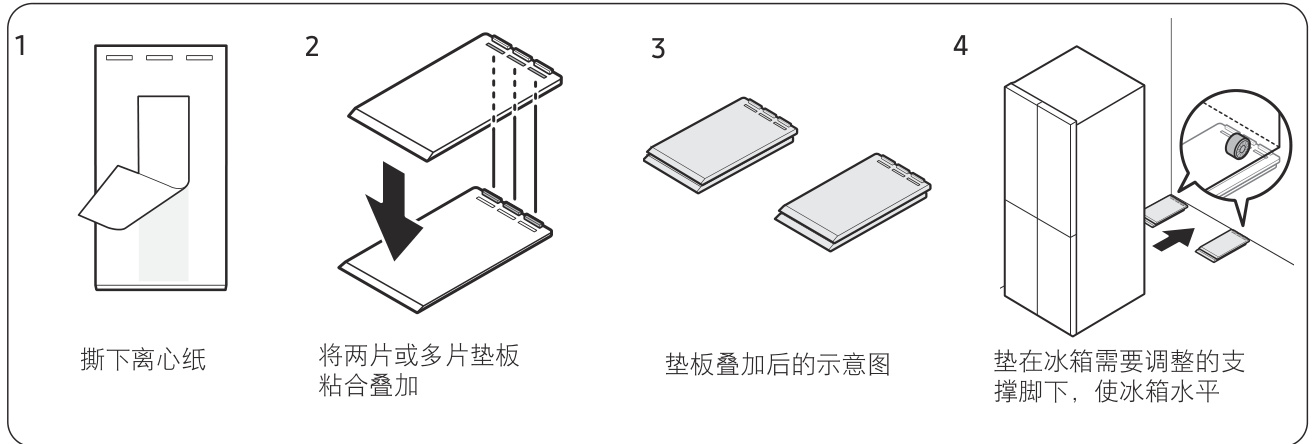 1
撕下离心纸
2
将两片或多片垫板
粘合叠加
3
垫板叠加后的示意图
4
垫在冰箱需要调整的支
撑脚下，使冰箱水平